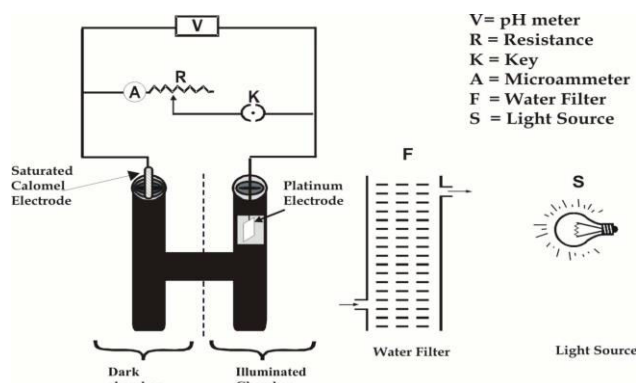 V
V= pH meter
R = Resistance
K = Key
A = Microammeter
F = Water Filter
S = Light Source
R
A
K
F
S
Saturated
Calomel
Electrode
Platinum
Electrode
Dark
Illuminated
Water Filter
Light Source